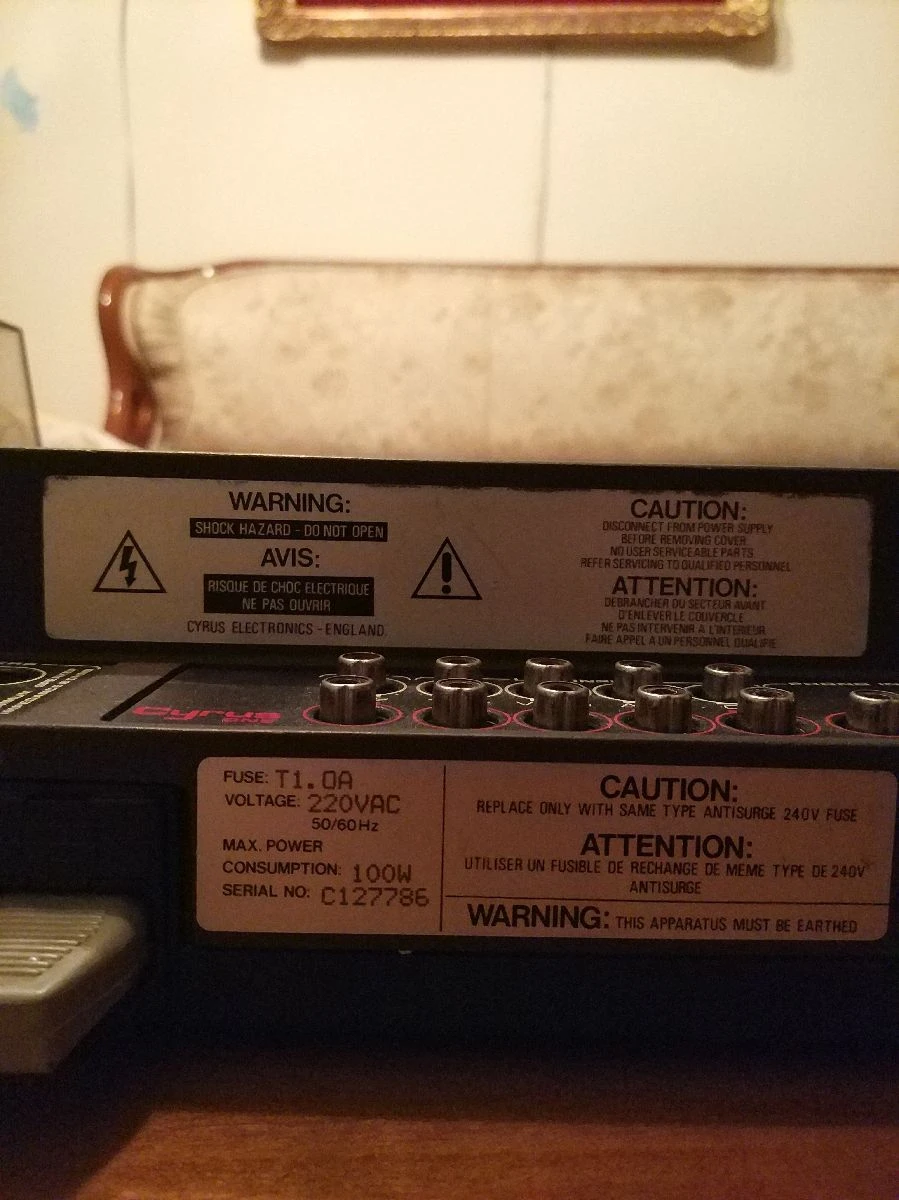 WARNING:
SHOCK HAZARD - DO NOT OPEN
AVIS:
RISQUE DE CHOC ELECTRIQUE
NE PAS OUVRIR
CYRUS ELECTRONICS - ENGLAND
CAUTION:
DISCONNECT FROM POWER SUPPLY
BEFORE REMOVING COVER
NO USER SERVICEABLE PARTS
REFER SERVICING TO QUALIFIED PERSONNEL
ATTENTION:
DEBRANCHER DU SECTEUR AVANT
D'ENLEVER LE COUVERCLE
NE PAS INTERVENIR A L'INTERIEUR
FAIRE APPEL A UN PERSONNEL QUALIFIE
Cyrus
FUSE: T1.0A
VOLTAGE: 220VAC
50/60Hz
MAX. POWER
CONSUMPTION: 100W
SERIAL NO: C127786
CAUTION:
REPLACE ONLY WITH SAME TYPE ANTISURGE 240V FUSE
ATTENTION:
UTILISER UN FUSIBLE DE RECHANGE DE MEME TYPE DE 240V
ANTISURGE
WARNING: THIS APPARATUS MUST BE EARTHED